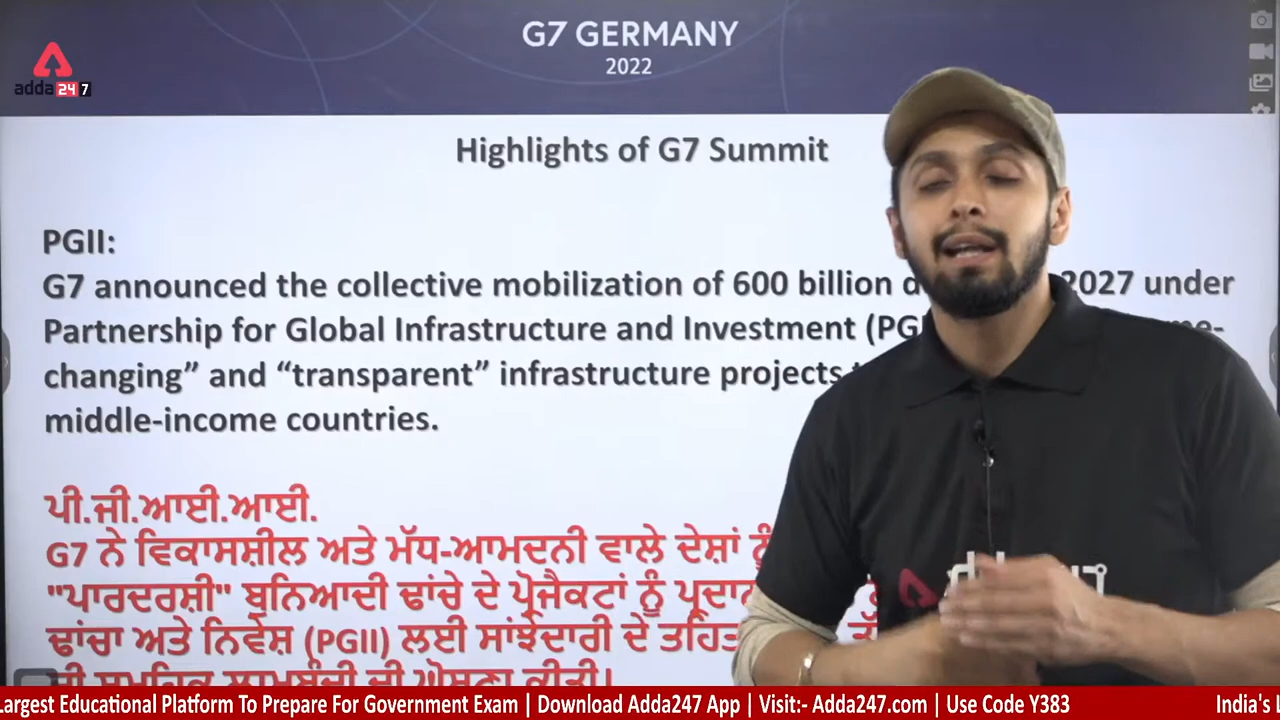 G7 GERMANY
2022
adda 24 7
Highlights of G7 Summit
PGII:
G7 announced the collective mobilization of 600 billion 2027 under
Partnership for Global Infrastructure and Investment
changing” and “transparent” infrastructure projects
middle-income countries.
ਪੀ.ਜੀ.ਆਈ.ਆਈ.
G7 ਨੇ ਵਿਕਾਸਸ਼ੀਲ ਅਤੇ ਮੱਧ-ਆਮਦਨੀ ਵਾਲੇ ਦੇਸ਼ਾਂ ਨੂੰ
"ਪਾਰਦਰਸ਼ੀ" ਬੁਨਿਆਦੀ ਢਾਂਚੇ ਦੇ ਪ੍ਰੋਜੈਕਟਾਂ ਨੂੰ
ਢਾਂਚਾ ਅਤੇ ਨਿਵੇਸ਼ (PGII) ਲਈ ਸਾਂਝੇਦਾਰੀ ਦੇ ਤਹਿਤ
Largest Educational Platform To Prepare For Government Exam | Download Adda247 App | Visit:- Adda247.com | Use Code Y383 India's